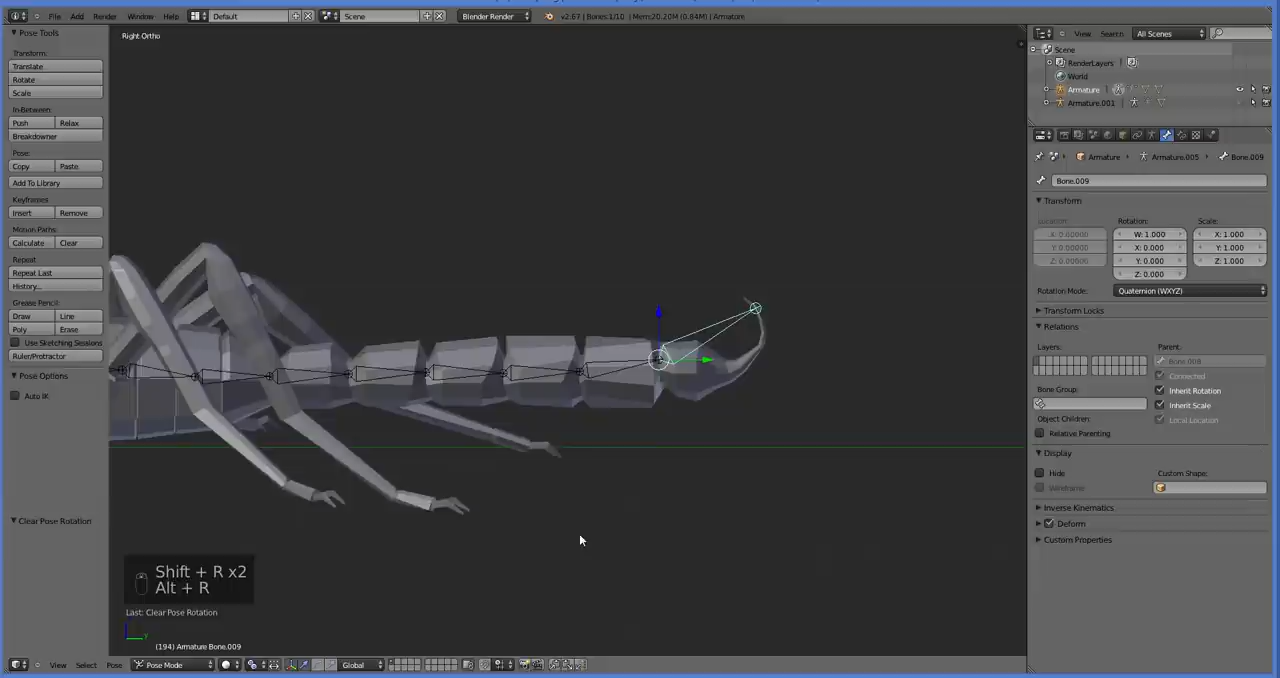 File Add Render Window Help Default Scene Blender Render v2.67 | Bones:1/10 | Mem:20.20M (0.84M) | Armature
Pose Tools
Transform:
Translate
Rotate
Scale
In-Between:
Push Relax
Breakdowner
Pose:
Copy Paste
Add To Library
Keyframes
Insert Remove
Motion Paths:
Calculate Clear
Repeat:
Repeat Last
History...
Grease Pencil:
Draw Line
Poly Erase
Use Sketching Sessions
Ruler/Protractor
Pose Options
Auto IK
Clear Pose Rotation
Right Ortho
Shift + R x2
Alt + R
Last: Clear Pose Rotation
y
(194) Armature Bone.009
View Select Pose Pose Mode Global
View Search All Scenes
Scene
RenderLayers
World
Armature
Armature.001
Armature Armature.005 Bone.009
Bone.009
Transform
Location: Rotation: Scale:
X: 0.00000 W: 1.000 X: 1.000
Y: 0.00000 X: 0.000 Y: 1.000
Z: 0.00000 Y: 0.000 Z: 1.000
Z: 0.000
Rotation Mode: Quaternion (WXYZ)
Transform Locks
Relations
Layers: Parent:
Bone.008
Connected
Bone Group: Inherit Rotation
Inherit Scale
Object Children: Local Location
Relative Parenting
Display
Hide Custom Shape:
Wireframe
Inverse Kinematics
Deform
Custom Properties